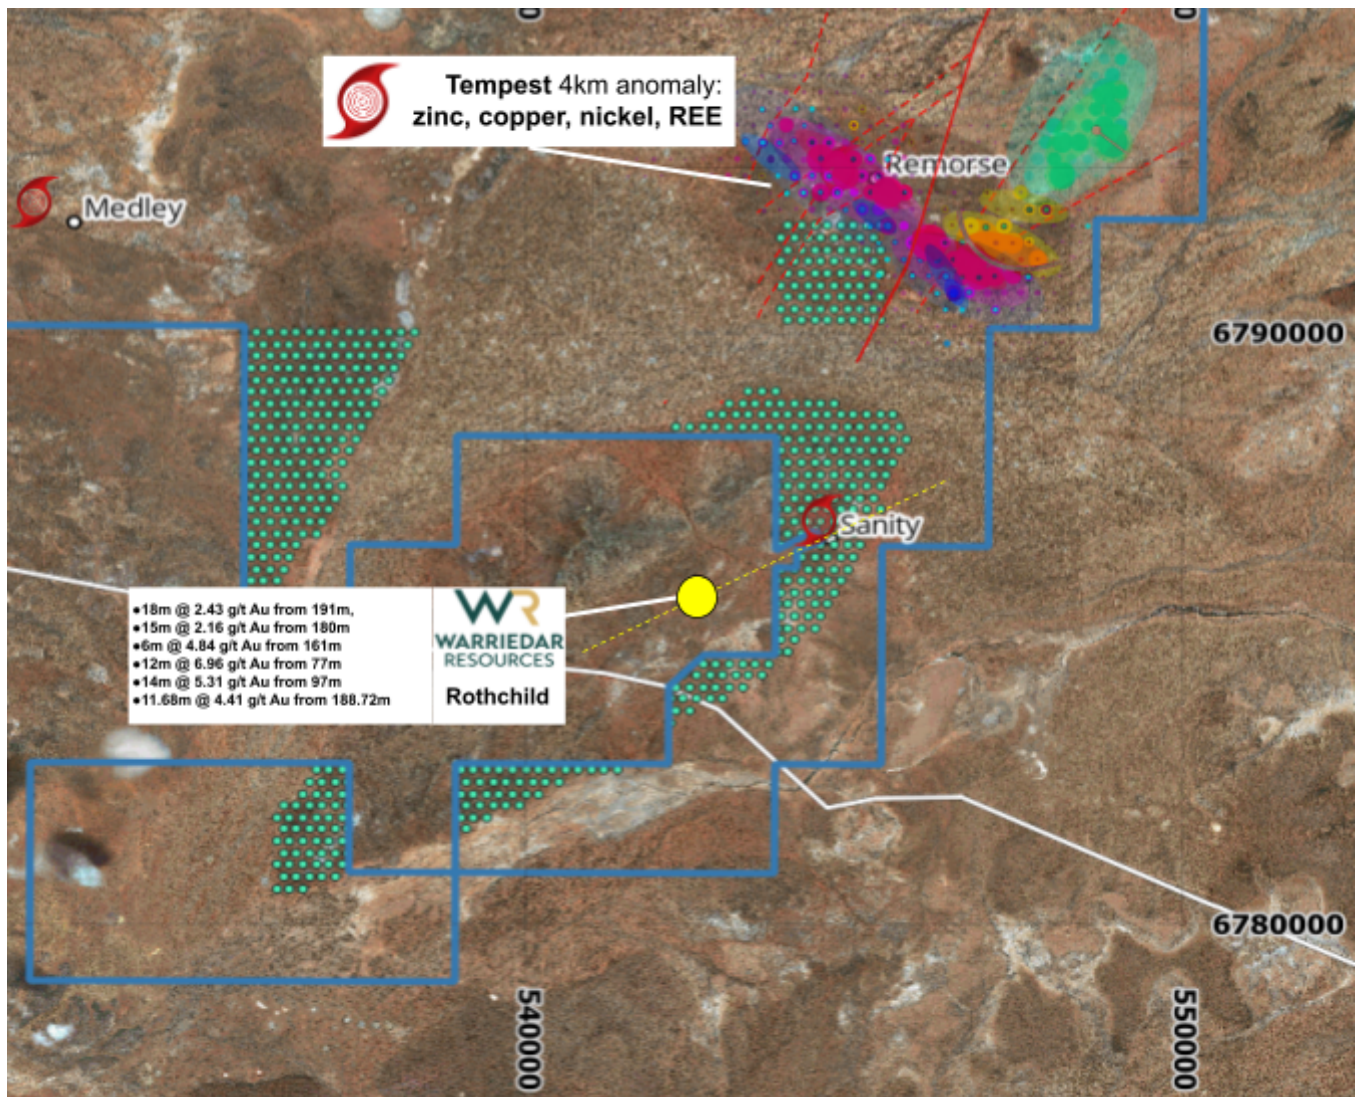 0
0
Tempest 4km anomaly:
zinc, copper, nickel, REE
Remorse
Medley
6790000
Sanity
●18m @ 2.43 g/t Au from 191m,
●15m @ 2.16 g/t Au from 180m
●6m @ 4.84 g/t Au from 161m
●12m @ 6.96 g/t Au from 77m
●14m @ 5.31 g/t Au from 97m
●11.68m @ 4.41 g/t Au from 188.72m
WR
WARRIEDAR
RESOURCES
Rothchild
6780000
540000
550000